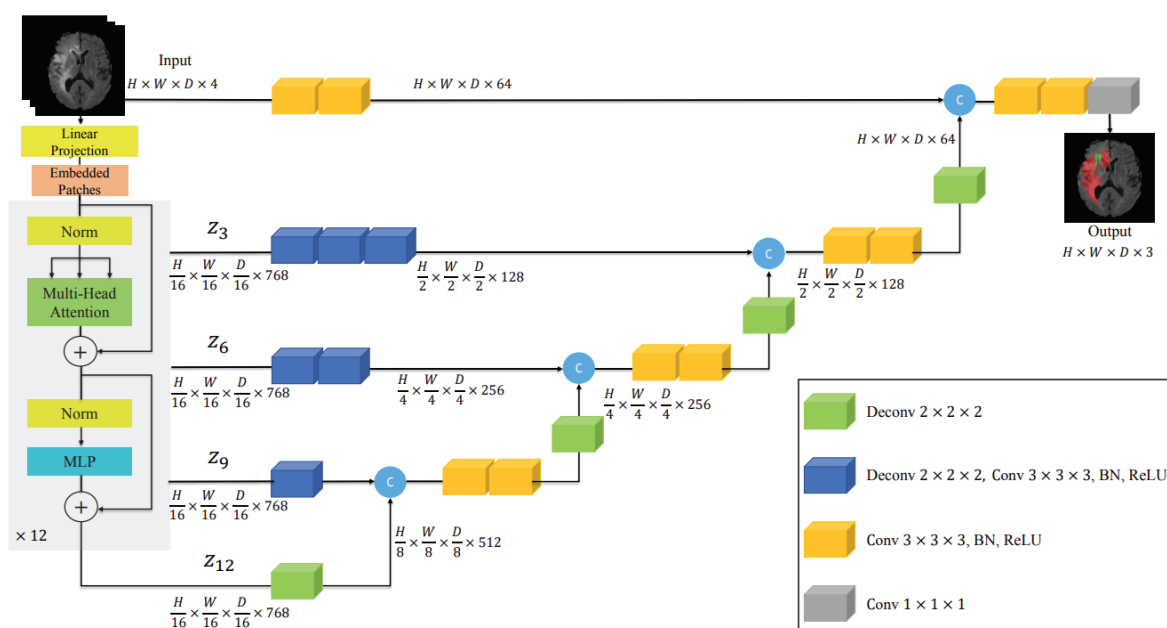 Input
H × W × D × 4
H × W × D × 64
C
Linear
Projection
Embedded
Patches
H × W × D × 64
Output
H × W × D × 3
Norm
Multi-Head
Attention
+
Norm
MLP
+
× 12
z₃
H/16 × W/16 × D/16 × 768
H/2 × W/2 × D/2 × 128
C
H/2 × W/2 × D/2 × 128
z₆
H/16 × W/16 × D/16 × 768
H/4 × W/4 × D/4 × 256
C
H/4 × W/4 × D/4 × 256
z₉
H/16 × W/16 × D/16 × 768
C
H/8 × W/8 × D/8 × 512
z₁₂
H/16 × W/16 × D/16 × 768
Deconv 2 × 2 × 2
Deconv 2 × 2 × 2, Conv 3 × 3 × 3, BN, ReLU
Conv 3 × 3 × 3, BN, ReLU
Conv 1 × 1 × 1